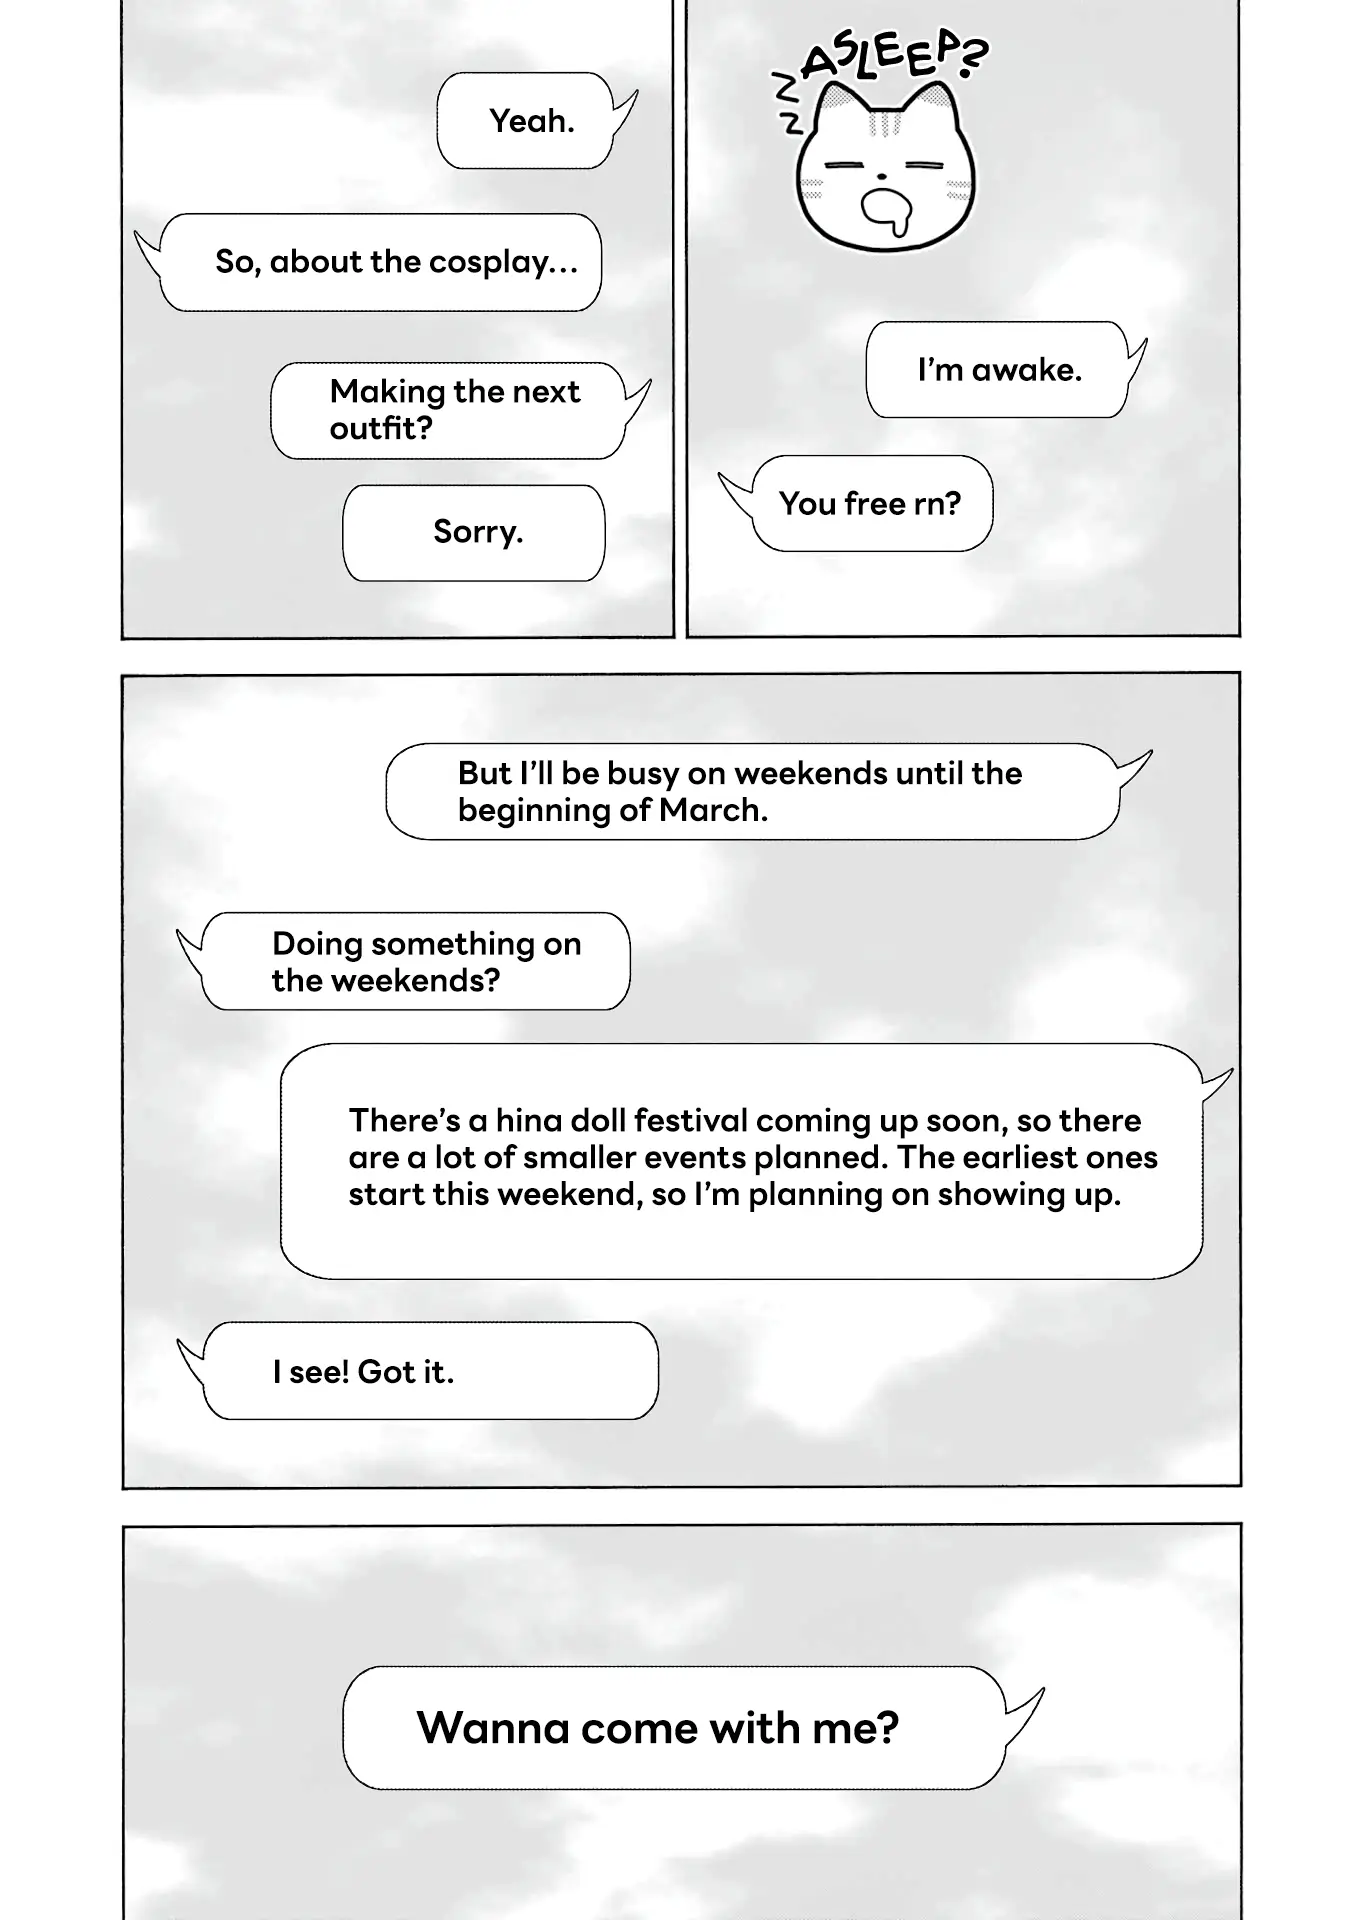 ASLEEP?
Z
Z
I'm awake.
You free rn?
Yeah.
So, about the cosplay...
Making the next
outfit?
Sorry.
But I'll be busy on weekends until the
beginning of March.
Doing something on
the weekends?
There's a hina doll festival coming up soon, so there
are a lot of smaller events planned. The earliest ones
start this weekend, so I'm planning on showing up.
I see! Got it.
Wanna come with me?